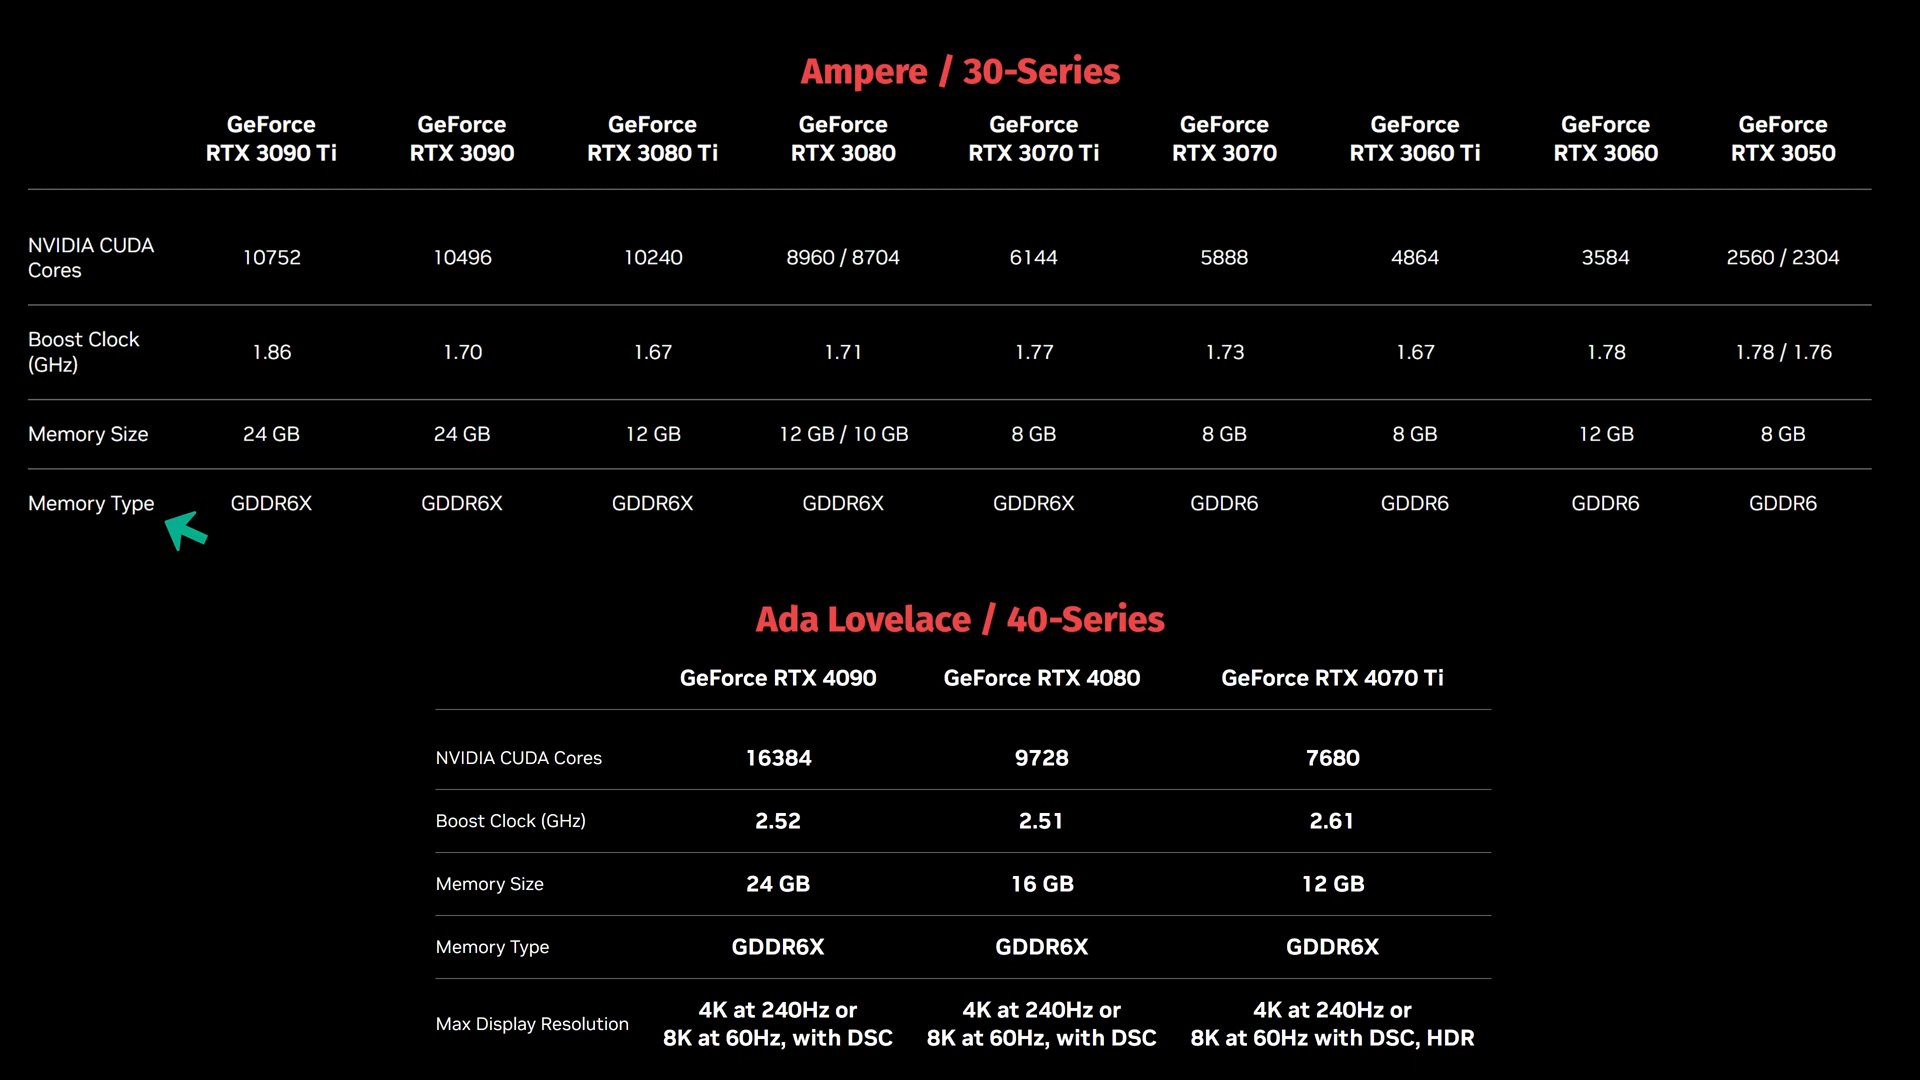 Ampere / 30-Series
GeForce RTX 3090 Ti GeForce RTX 3090 GeForce RTX 3080 Ti GeForce RTX 3080 GeForce RTX 3070 Ti GeForce RTX 3070 GeForce RTX 3060 Ti GeForce RTX 3060 GeForce RTX 3050
NVIDIA CUDA Cores 10752 10496 10240 8960 / 8704 6144 5888 4864 3584 2560 / 2304
Boost Clock (GHz) 1.86 1.70 1.67 1.71 1.77 1.73 1.67 1.78 1.78 / 1.76
Memory Size 24 GB 24 GB 12 GB 12 GB / 10 GB 8 GB 8 GB 8 GB 12 GB 8 GB
Memory Type GDDR6X GDDR6X GDDR6X GDDR6X GDDR6X GDDR6 GDDR6 GDDR6 GDDR6
Ada Lovelace / 40-Series
GeForce RTX 4090 GeForce RTX 4080 GeForce RTX 4070 Ti
NVIDIA CUDA Cores 16384 9728 7680
Boost Clock (GHz) 2.52 2.51 2.61
Memory Size 24 GB 16 GB 12 GB
Memory Type GDDR6X GDDR6X GDDR6X
Max Display Resolution 4K at 240Hz or 8K at 60Hz, with DSC 4K at 240Hz or 8K at 60Hz, with DSC 4K at 240Hz or 8K at 60Hz with DSC, HDR